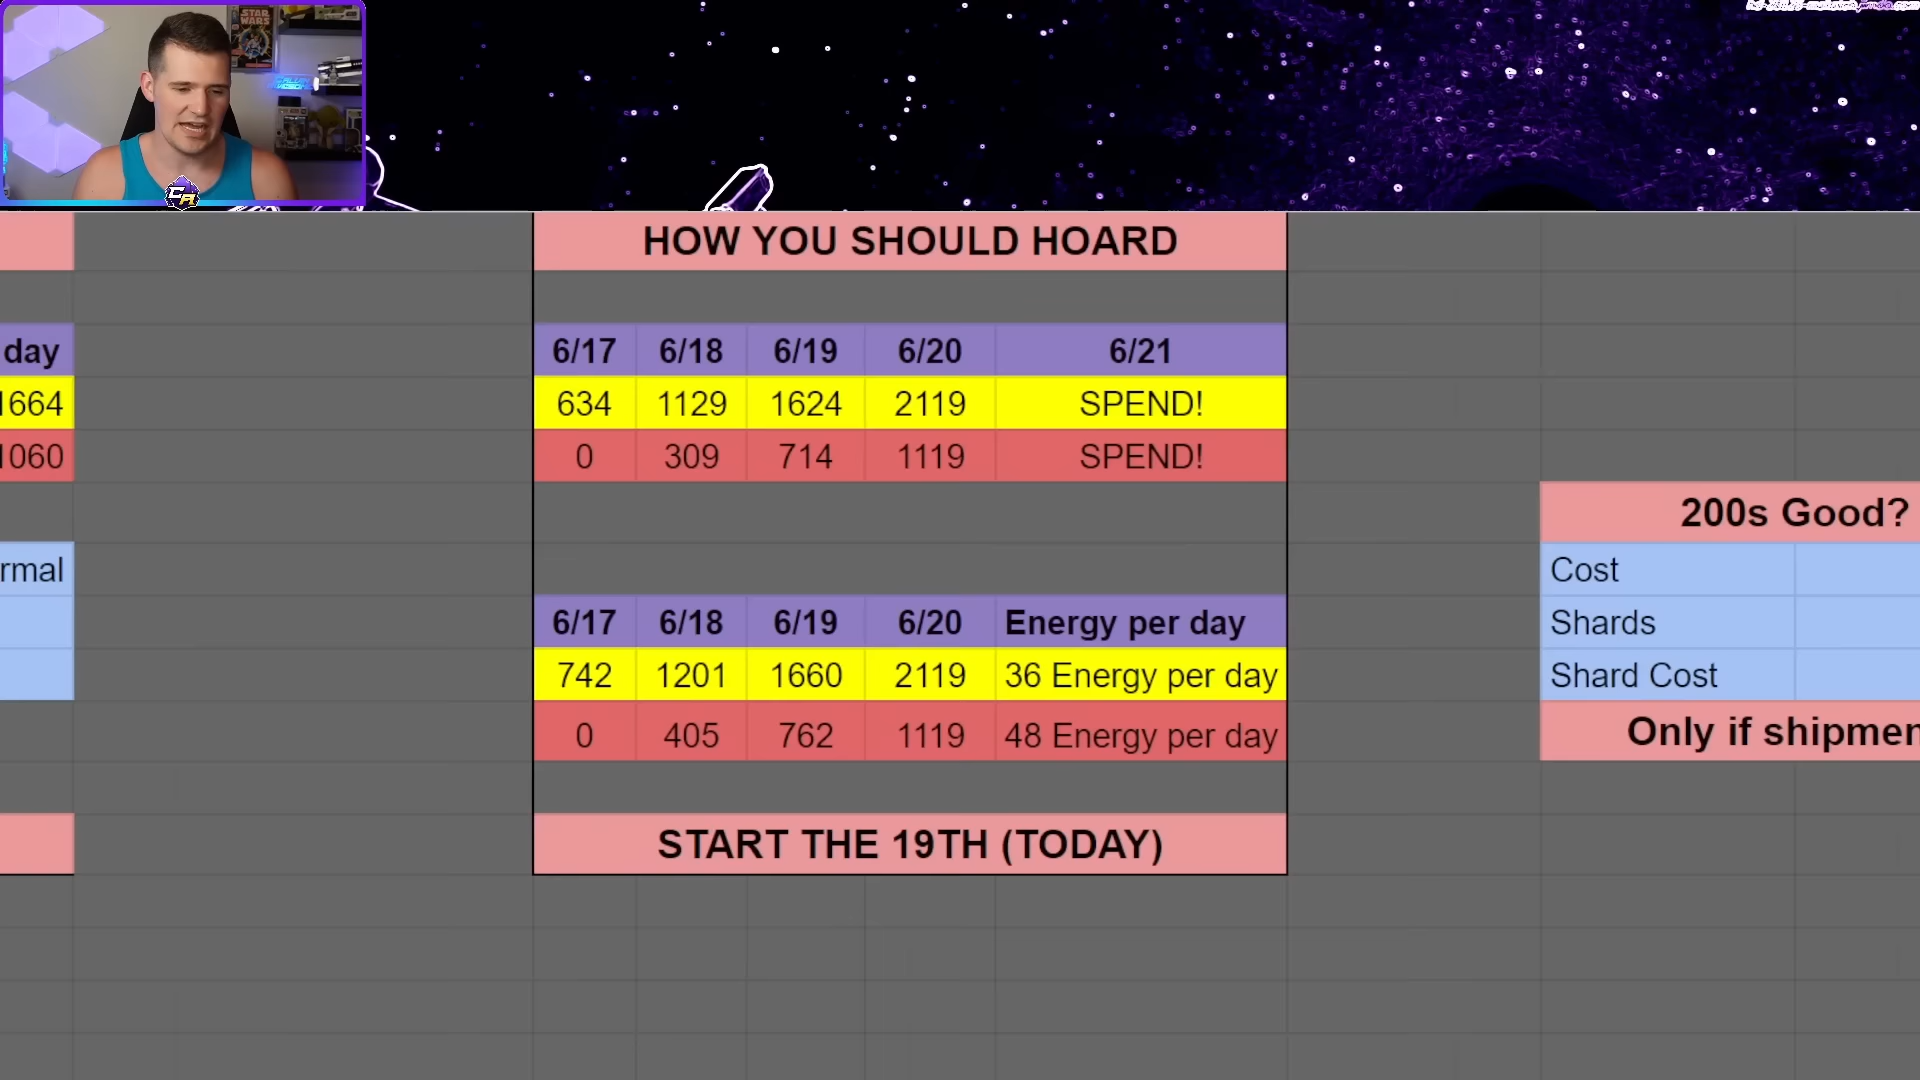 STAR
WARS
HOW YOU SHOULD HOARD
day
6/17 6/18 6/19 6/20 6/21
1664
634 1129 1624 2119 SPEND!
1060
0 309 714 1119 SPEND!
200s Good?
rmal
Cost
6/17 6/18 6/19 6/20 Energy per day
Shards
742 1201 1660 2119 36 Energy per day
Shard Cost
0 405 762 1119 48 Energy per day
Only if shipmen
START THE 19TH (TODAY)